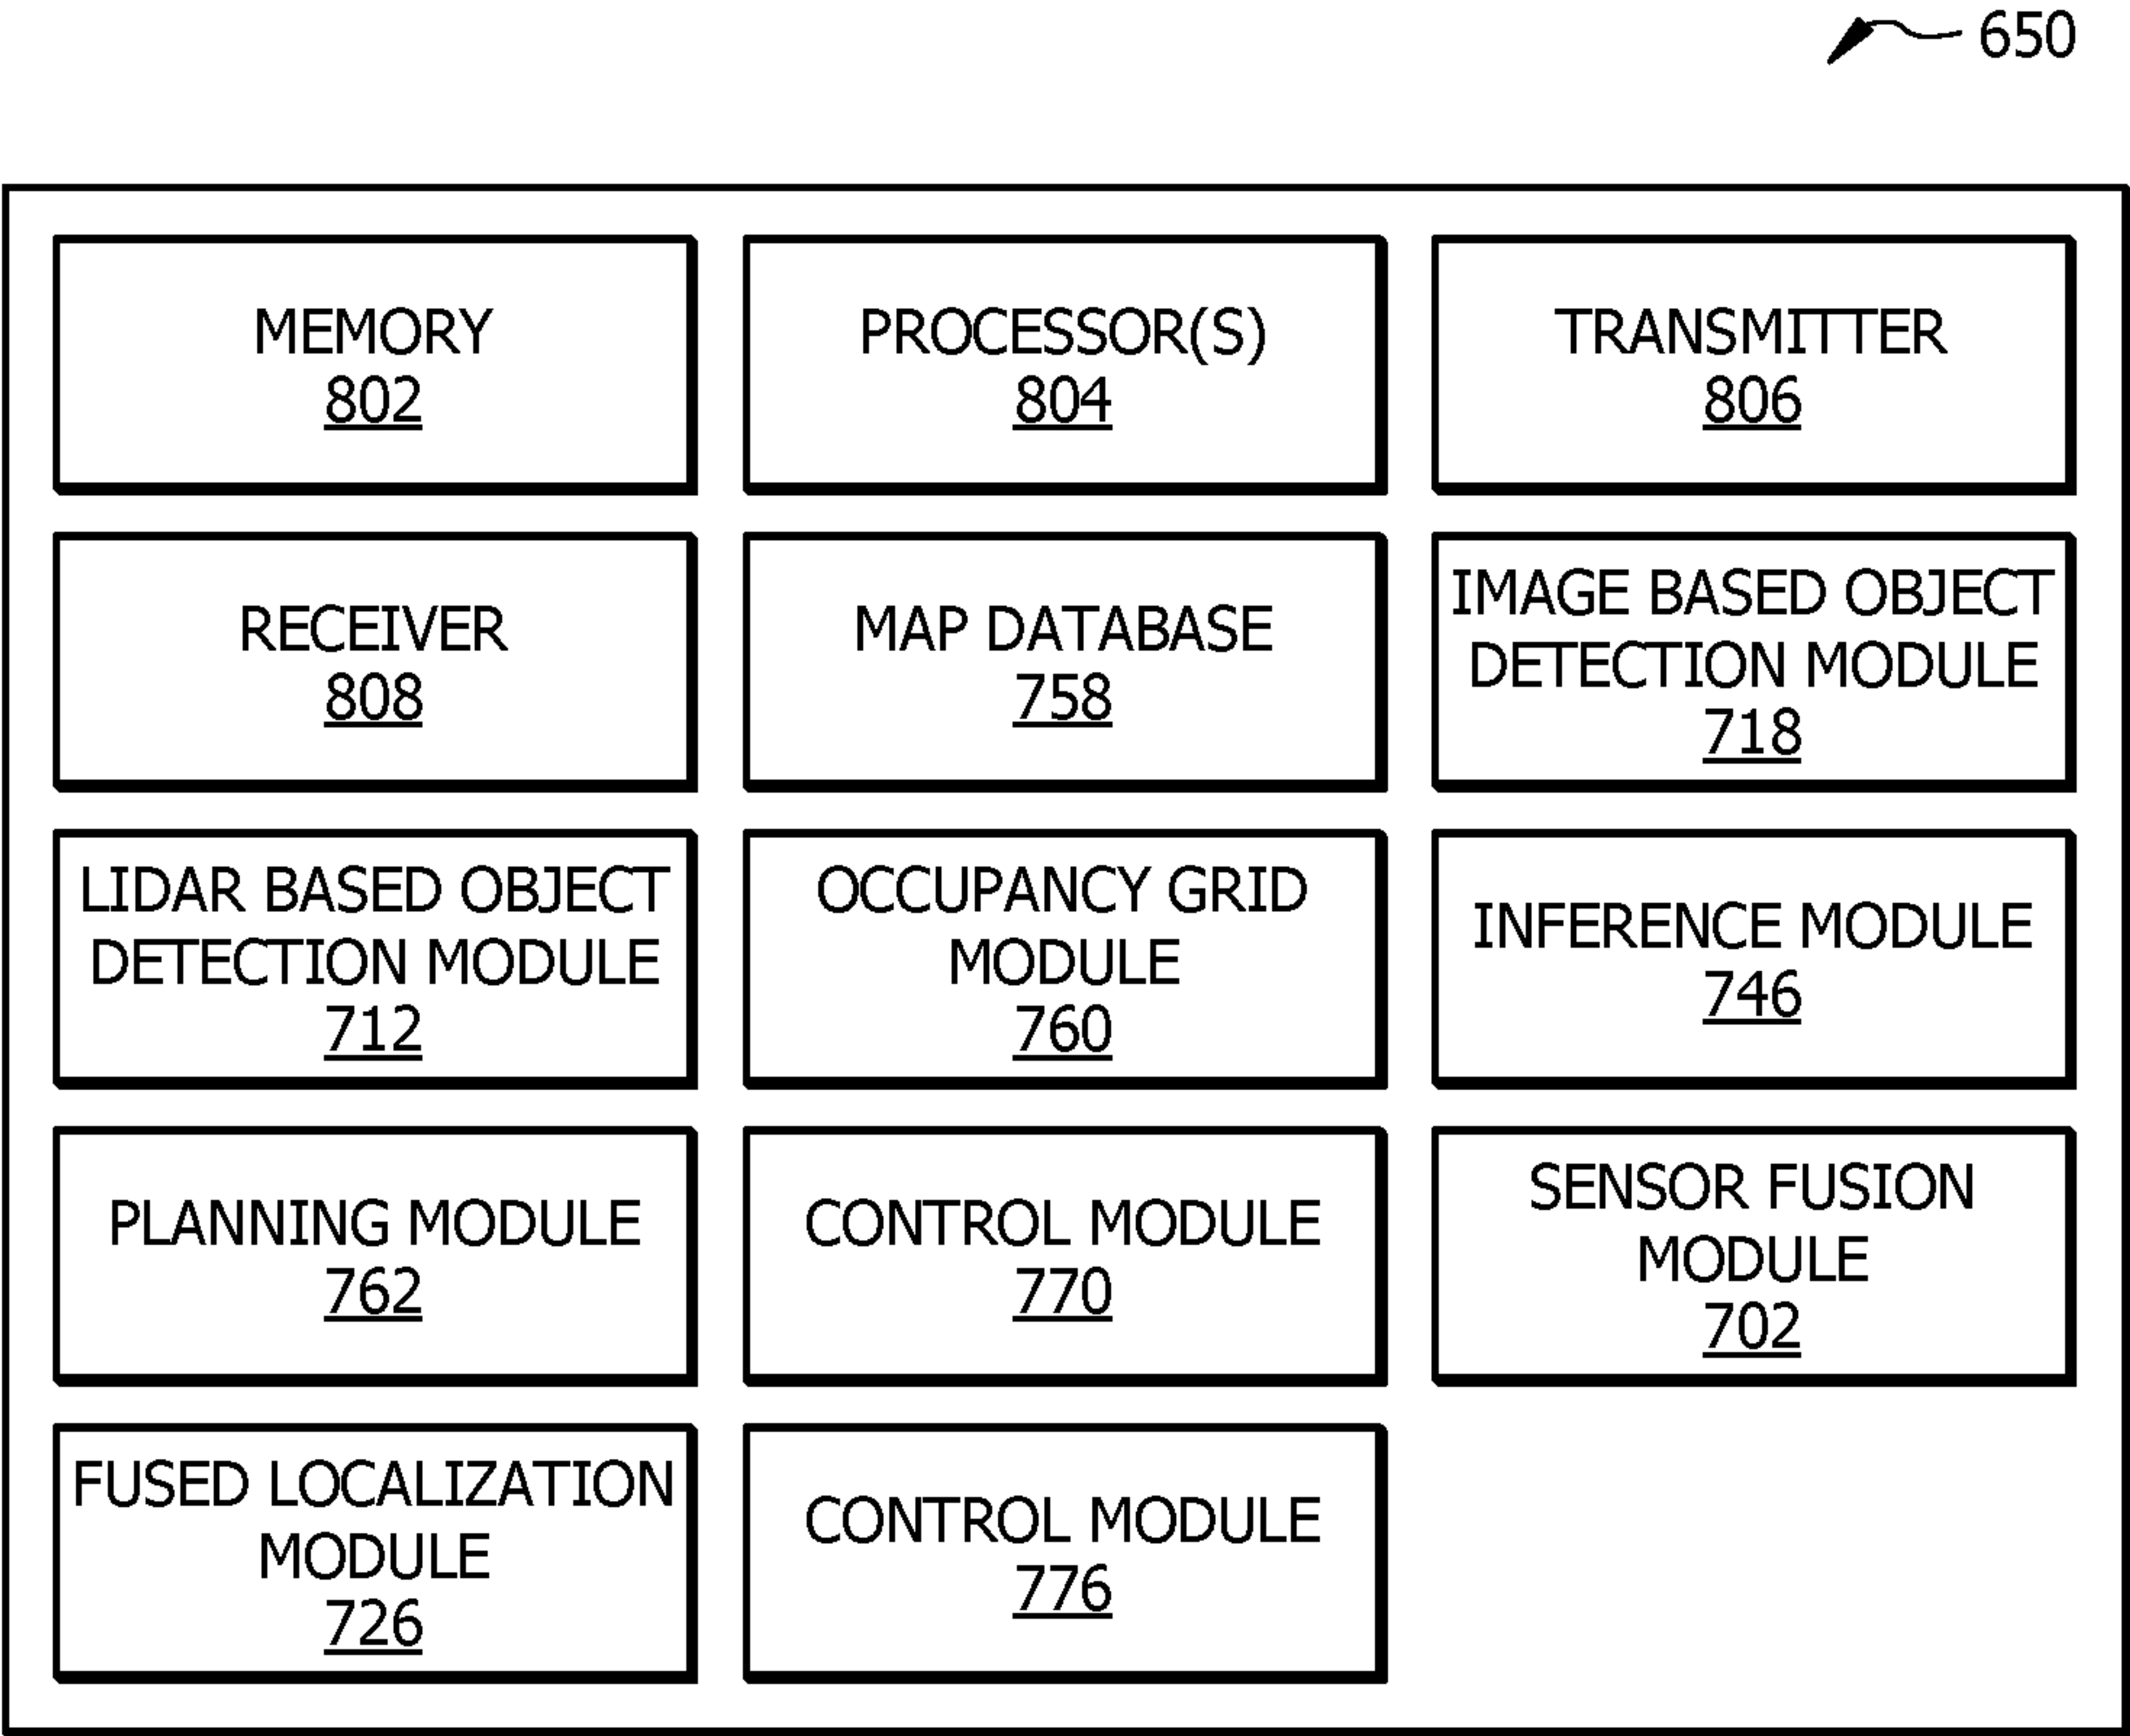 650
MEMORY
802
PROCESSOR(S)
804
TRANSMITTER
806
RECEIVER
808
MAP DATABASE
758
IMAGE BASED OBJECT
DETECTION MODULE
718
LIDAR BASED OBJECT
DETECTION MODULE
712
OCCUPANCY GRID
MODULE
760
INFERENCE MODULE
746
PLANNING MODULE
762
CONTROL MODULE
770
SENSOR FUSION
MODULE
702
FUSED LOCALIZATION
MODULE
726
CONTROL MODULE
776